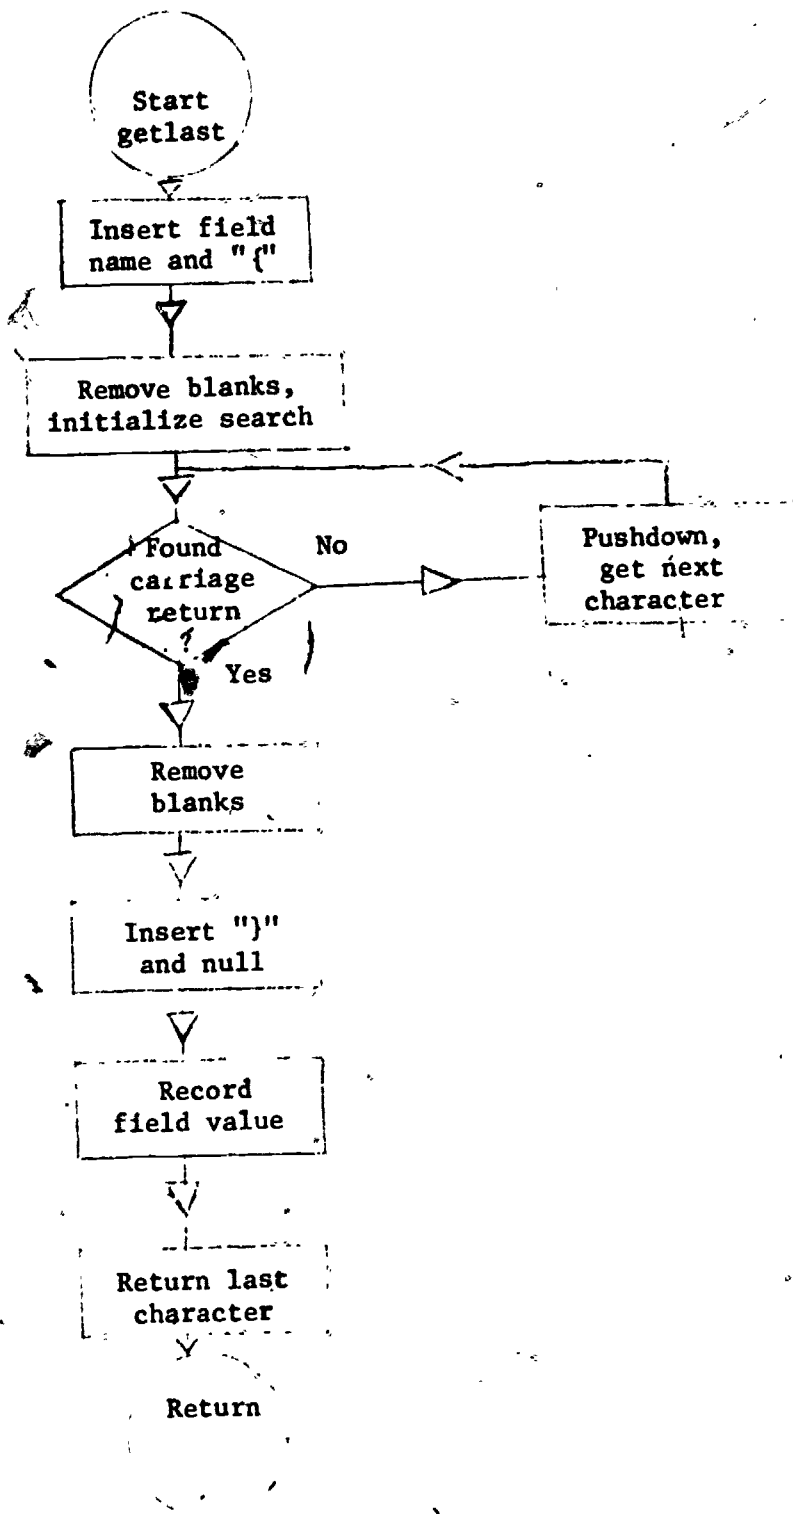 Start
getlast
Insert field
name and "{"
Remove blanks,
initialize search
Found
carriage
return
?
No
Pushdown,
get next
character
Yes
Remove
blanks
Insert "}"
and null
Record
field value
Return last
character
Return